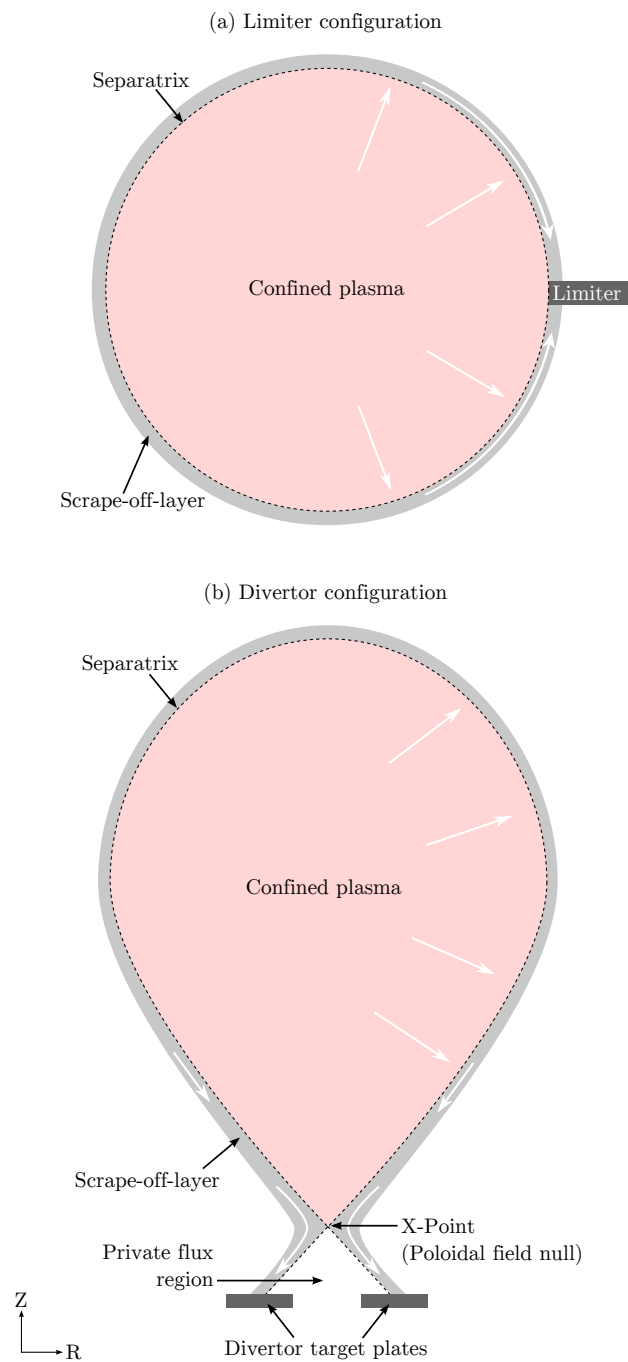 (a) Limiter configuration
Separatrix
Confined plasma
Limiter
Scrape-off-layer
(b) Divertor configuration
Separatrix
Confined plasma
Scrape-off-layer
X-Point
(Poloidal field null)
Private flux
region
Z
R
Divertor target plates